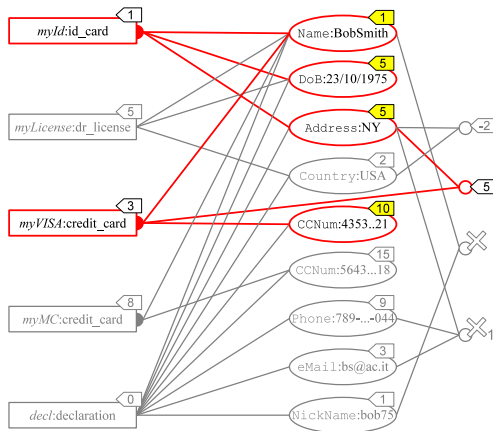 1
myId:id_card
1
Name:BobSmith
5
DoB:23/10/1975
5
myLicense:dr_license
5
Address:NY
-2
2
Country:USA
5
3
myVISA:credit_card
10
CCNum:4353..21
15
CCNum:5643...18
8
myMC:credit_card
9
Phone:789-...-044
1
3
eMail:bs@ac.it
0
decl:declaration
1
NickName:bob75